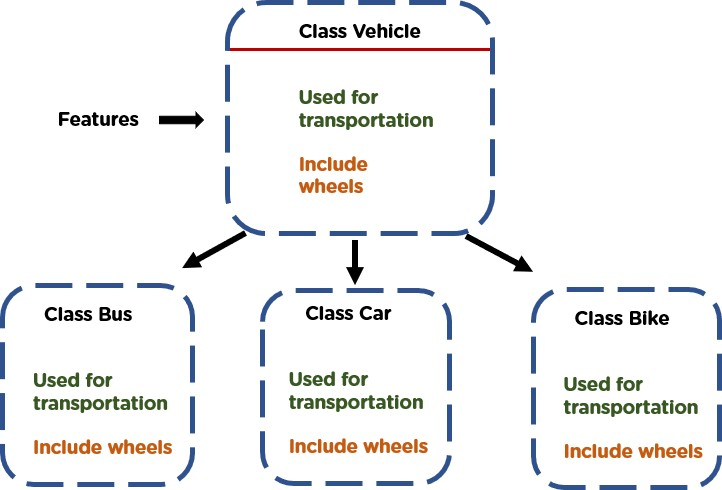 Class Vehicle
Features
Used for
transportation
Include
wheels
Class Bus
Used for
transportation
Include wheels
Class Car
Used for
transportation
Include wheels
Class Bike
Used for
transportation
Include wheels